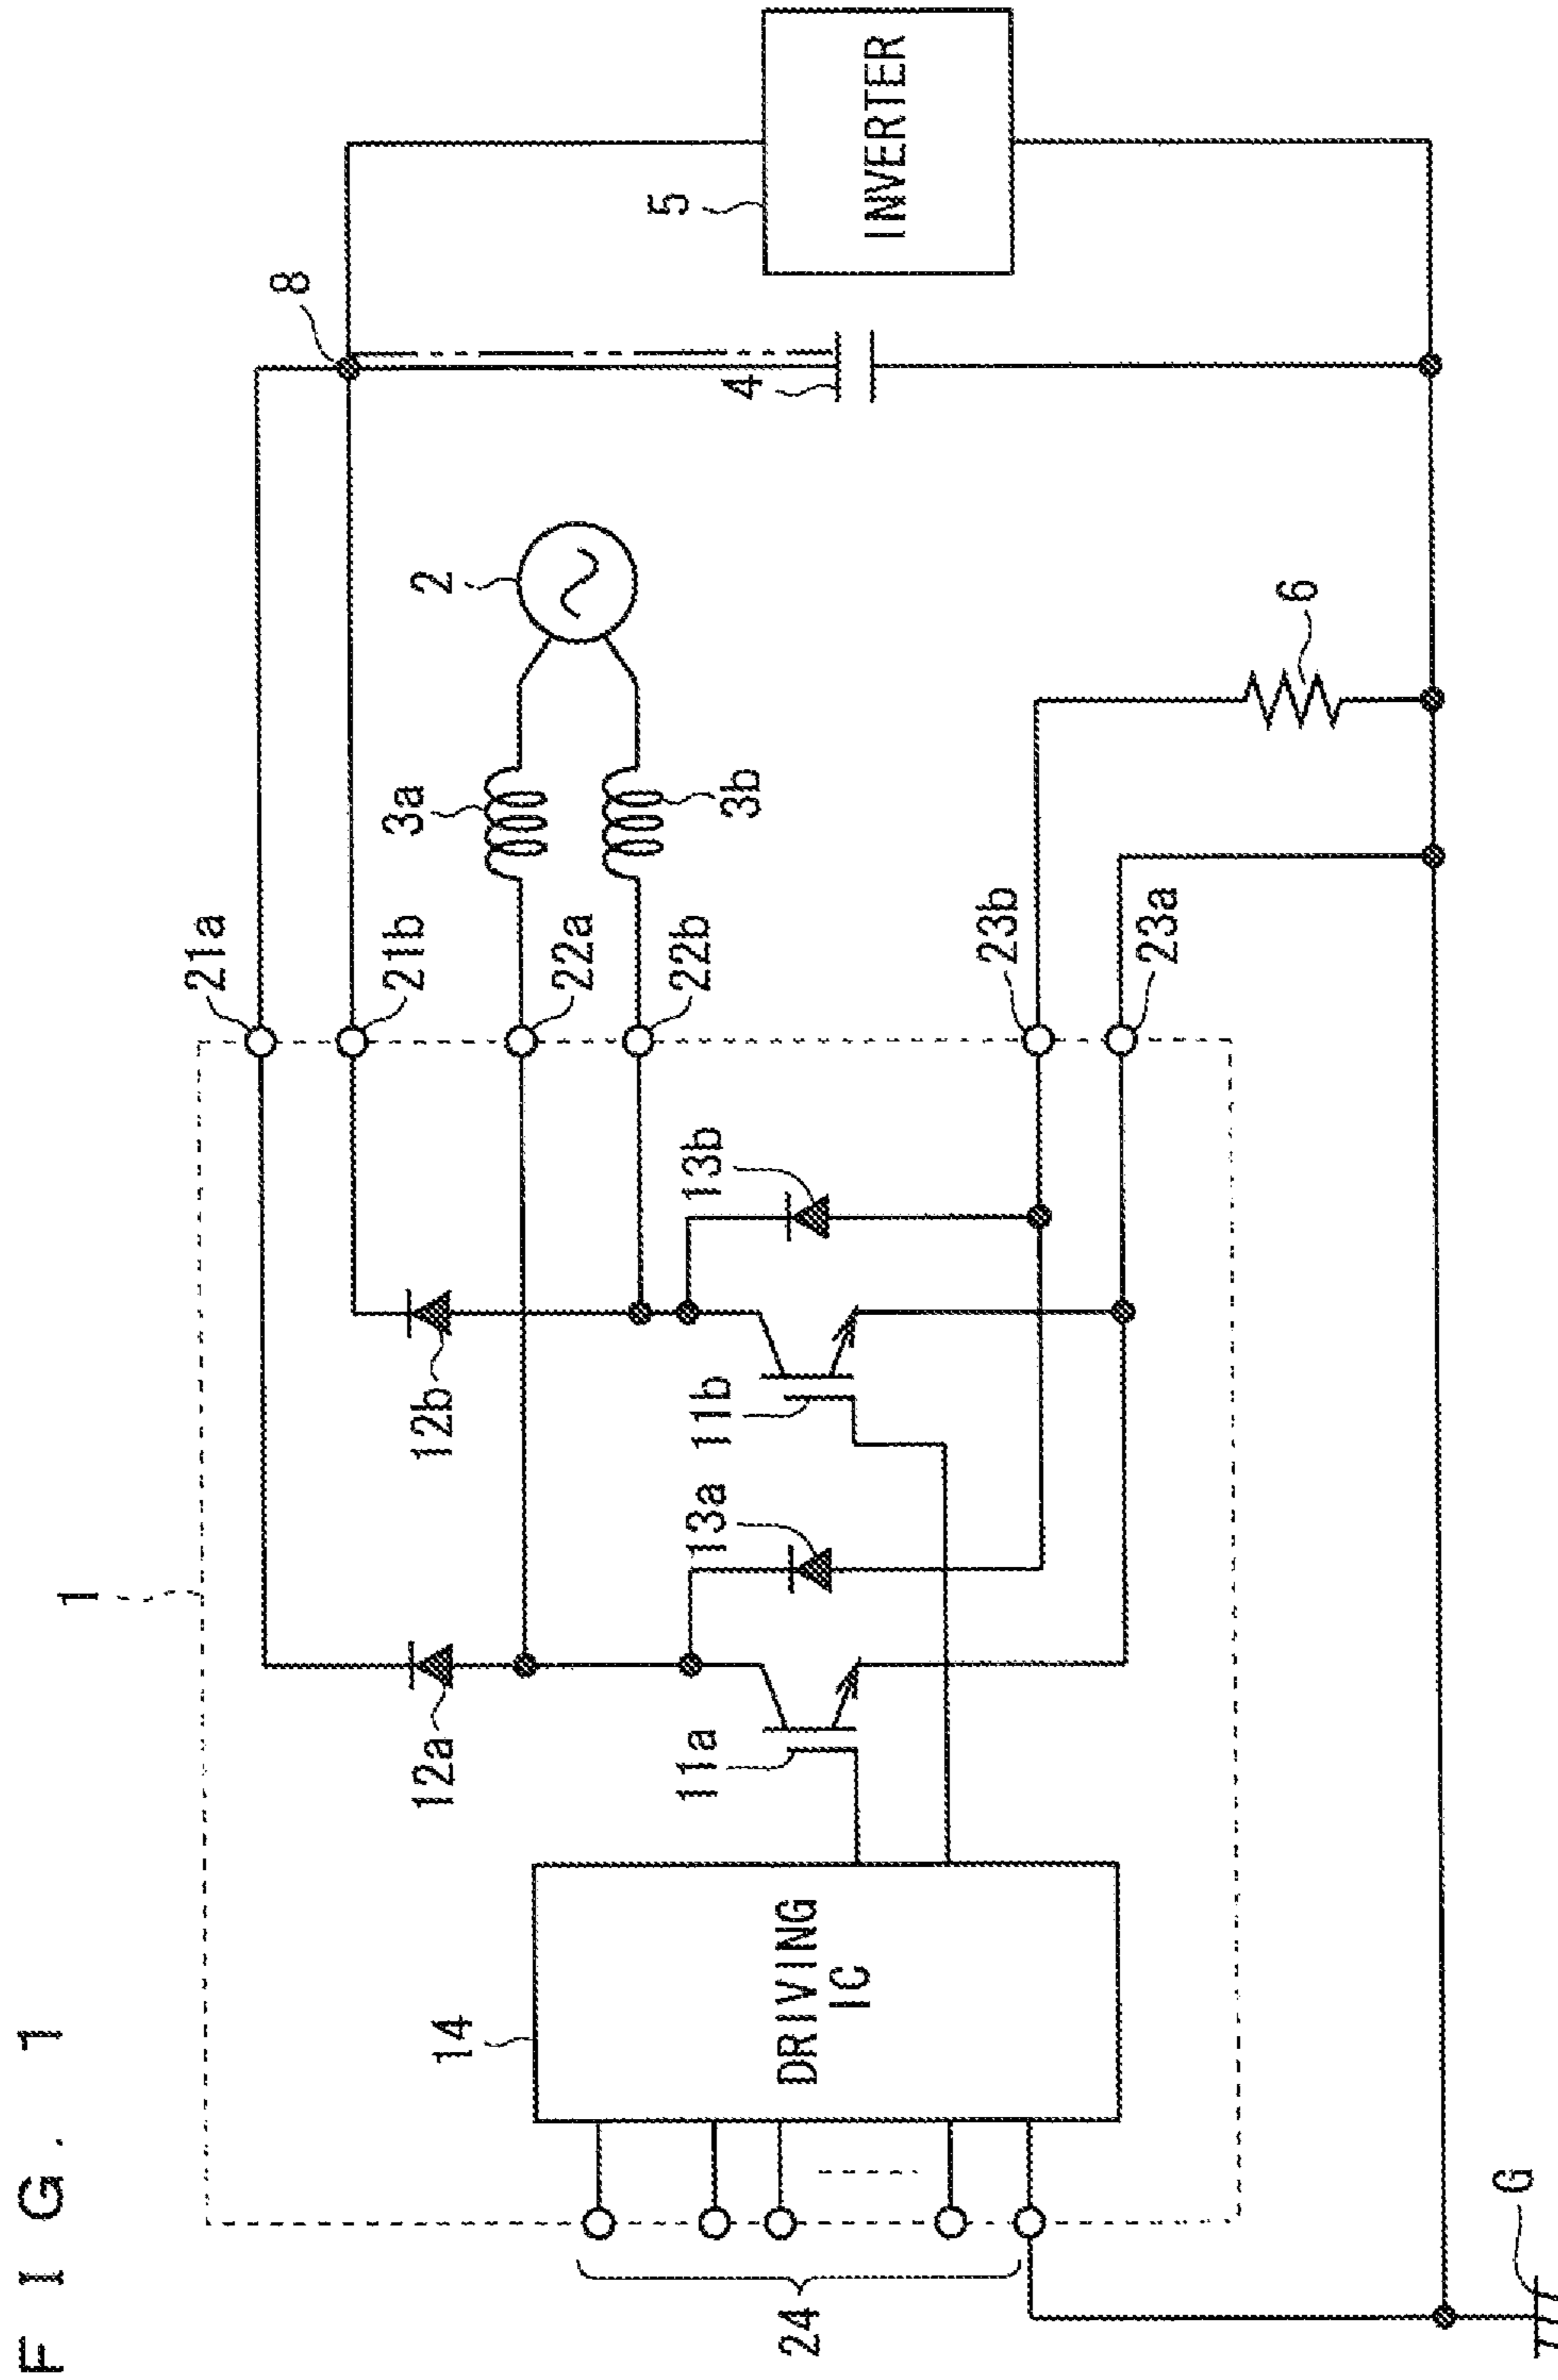 FIG. 1
1
21a
21b
22a
22b
23b
23a
12a
12b
11a
11b
13a
13b
14
DRIVING
IC
24
G
2
3a
3b
8
4
5
INVERTER
6